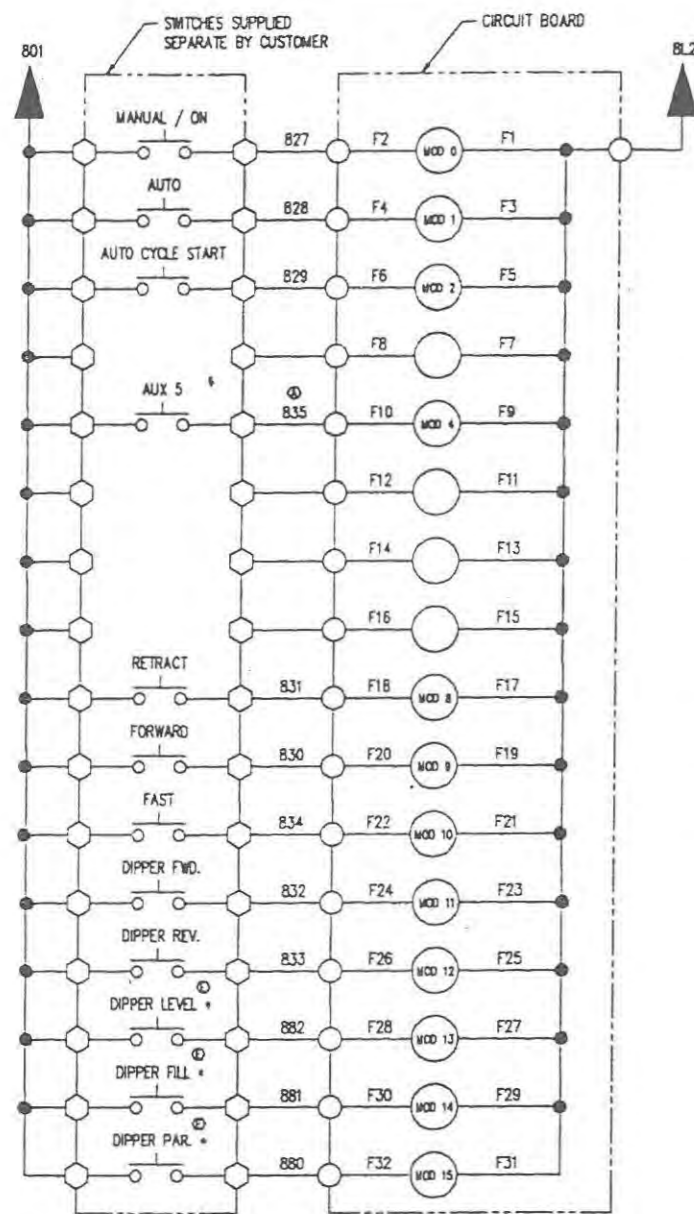 SWITCHES SUPPLIED
SEPARATE BY CUSTOMER
CIRCUIT BOARD
801
8L2
MANUAL / ON
827 F2 MOD 0 F1
AUTO
828 F4 MOD 1 F3
AUTO CYCLE START
829 F6 MOD 2 F5
F8 F7
AUX 5
835 F10 MOD 4 F9
F12 F11
F14 F13
F16 F15
RETRACT
831 F18 MOD 8 F17
FORWARD
830 F20 MOD 9 F19
FAST
834 F22 MOD 10 F21
DIPPER FWD.
832 F24 MOD 11 F23
DIPPER REV.
833 F26 MOD 12 F25
DIPPER LEVEL *
882 F28 MOD 13 F27
DIPPER FILL *
881 F30 MOD 14 F29
DIPPER PAR. *
880 F32 MOD 15 F31